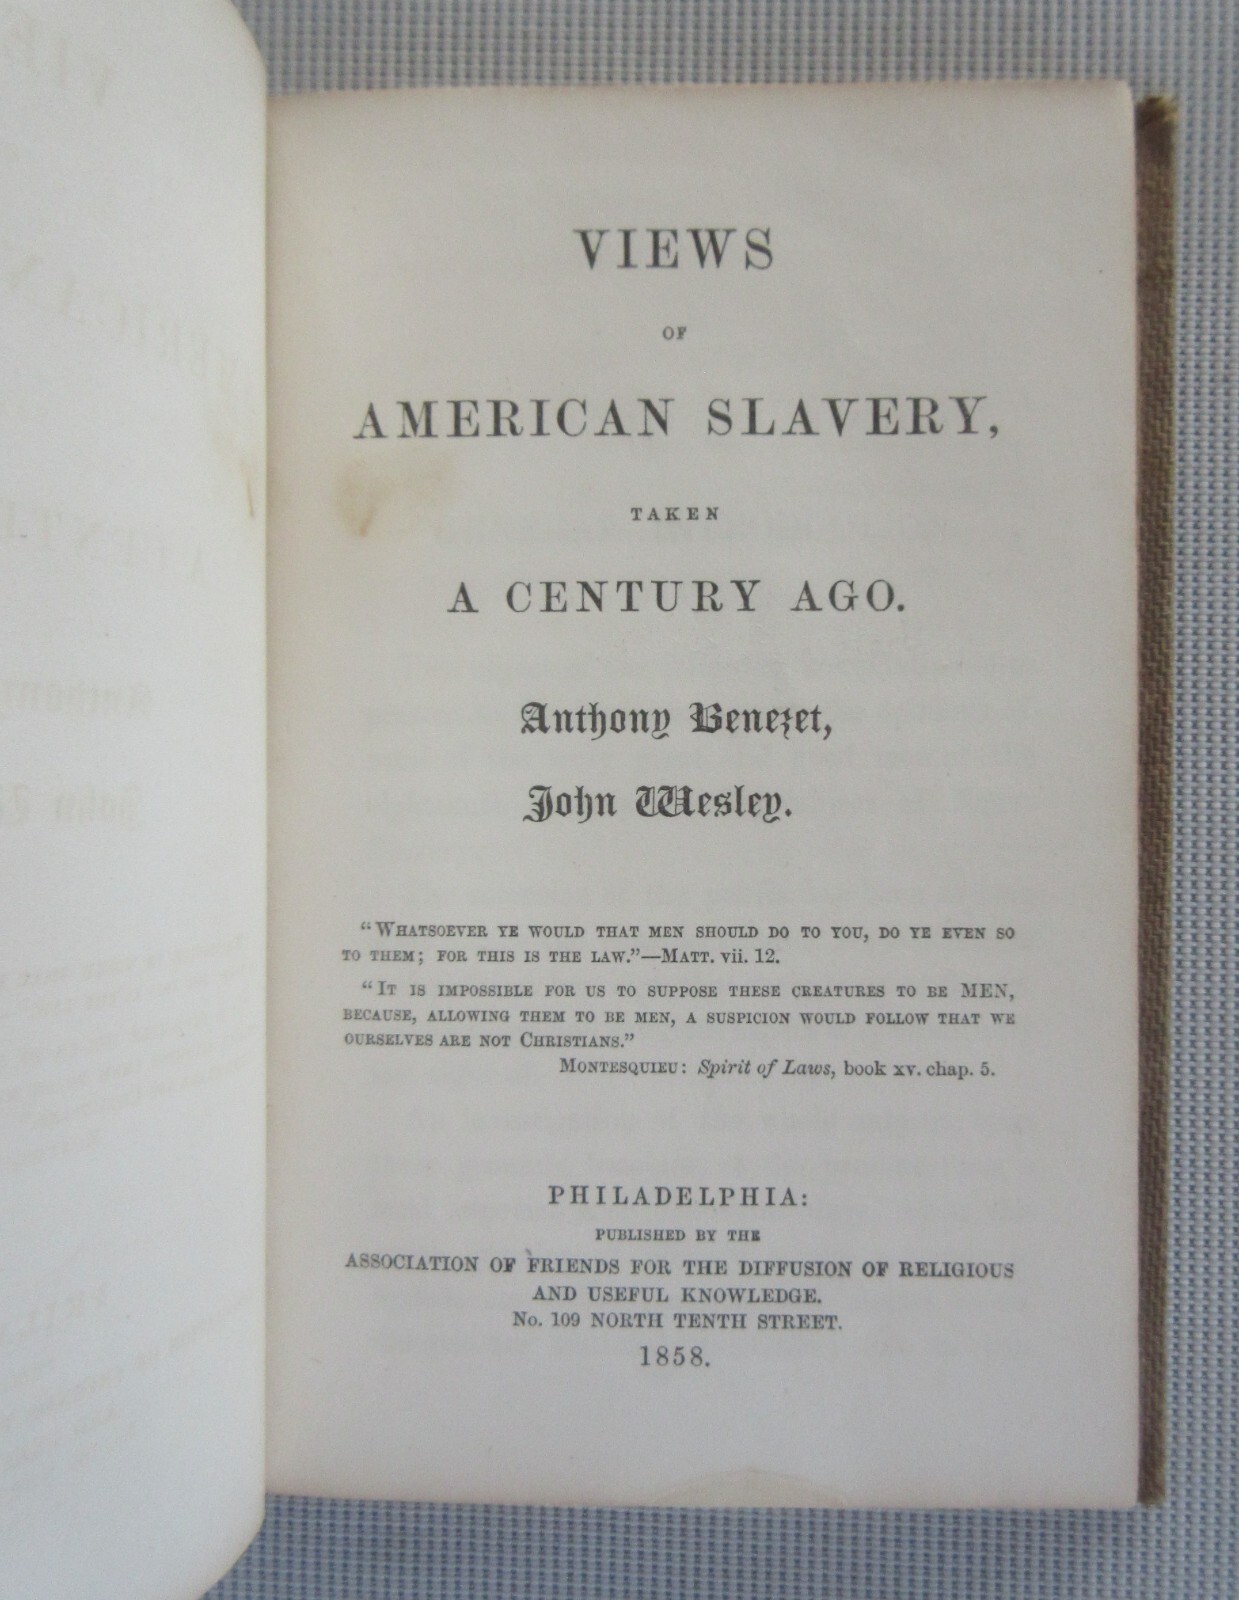 VIEWS
OF
AMERICAN SLAVERY,
TAKEN
A CENTURY AGO.
Anthony Benezet,
John Wesley.
"WHATSOEVER YE WOULD THAT MEN SHOULD DO TO YOU, DO YE EVEN SO
TO THEM; FOR THIS IS THE LAW."—MATT. vii. 12.
"IT IS IMPOSSIBLE FOR US TO SUPPOSE THESE CREATURES TO BE MEN,
BECAUSE, ALLOWING THEM TO BE MEN, A SUSPICION WOULD FOLLOW THAT WE
OURSELVES ARE NOT CHRISTIANS."
MONTESQUIEU: Spirit of Laws, book XV. chap. 5.
PHILADELPHIA:
PUBLISHED BY THE
ASSOCIATION OF FRIENDS FOR THE DIFFUSION OF RELIGIOUS
AND USEFUL KNOWLEDGE.
No. 109 NORTH TENTH STREET.
1858.